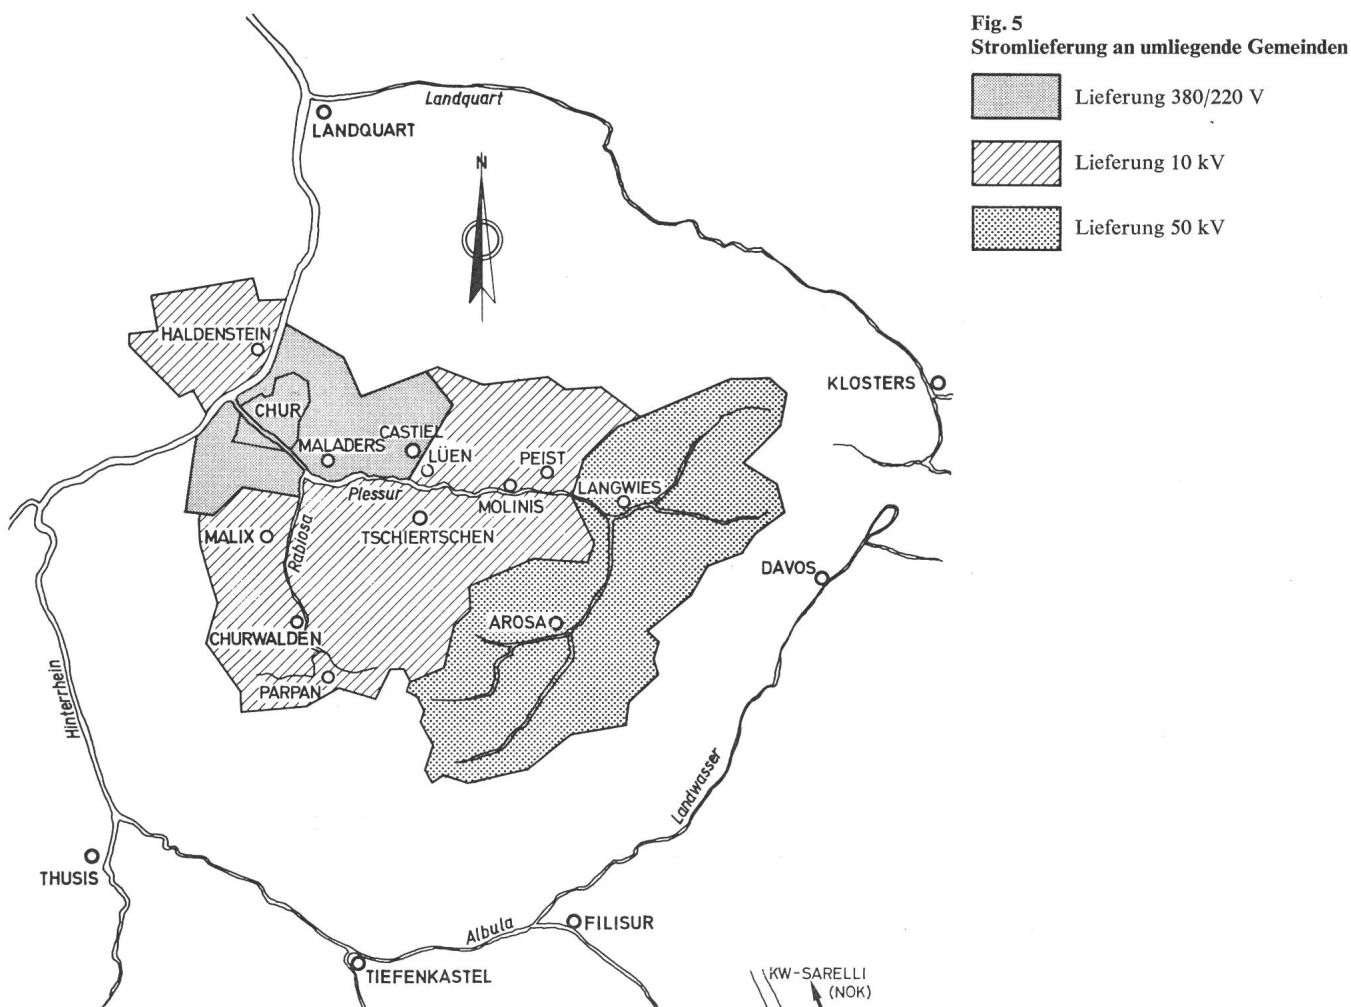 Fig. 5
Stromlieferung an umliegende Gemeinden
Lieferung 380/220 V
Lieferung 10 kV
Lieferung 50 kV
Landquart
LANDQUART
N
HALDENSTEIN
KLOSTERS
CHUR
CASTIEL
MALADERS
LÜEN
PEIST
Plessur
MOLINIS
LANGWIES
MALIX
Rabiosa
TSCHIERTSCHEN
DAVOS
AROSA
CHURWALDEN
PARPAN
Hinterrhein
Landwasser
THUSIS
Albula
FILISUR
TIEFENKASTEL
KW-SARELLI
(NOK)